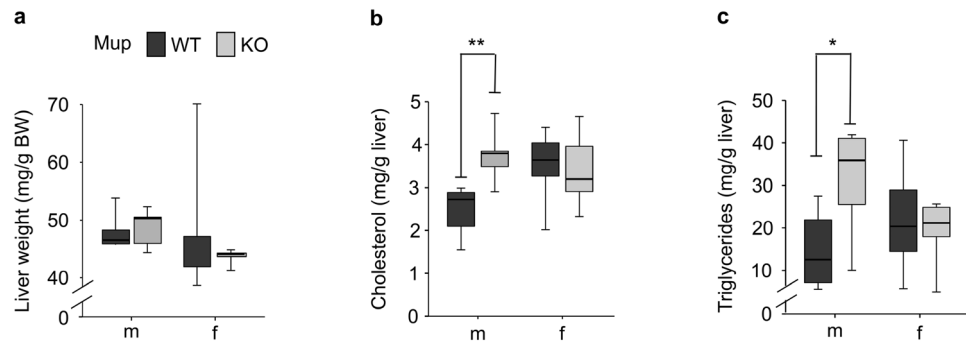 a
Mup WT KO
Liver weight (mg/g BW)
70
60
50
40
0
m f
b
**
Cholesterol (mg/g liver)
5
4
3
2
1
0
m f
c
*
Triglycerides (mg/g liver)
50
40
30
20
10
0
m f